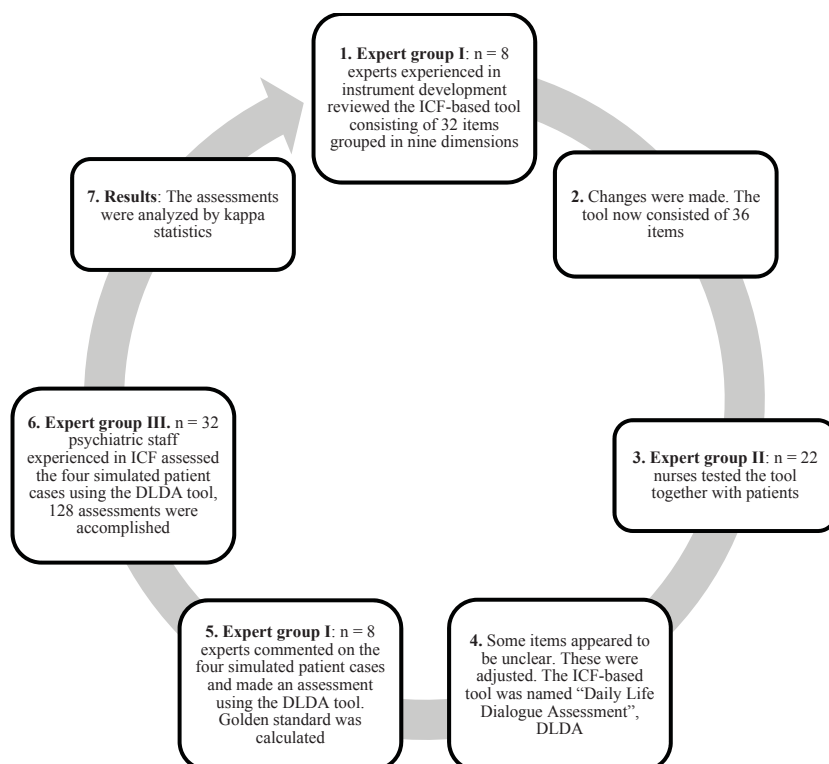 1. Expert group I: n = 8
experts experienced in
instrument development
reviewed the ICF-based tool
consisting of 32 items
grouped in nine dimensions
2. Changes were made. The
tool now consisted of 36
items
3. Expert group II: n = 22
nurses tested the tool
together with patients
4. Some items appeared to
be unclear. These were
adjusted. The ICF-based
tool was named “Daily Life
Dialogue Assessment”,
DLDA
5. Expert group I: n = 8
experts commented on the
four simulated patient cases
and made an assessment
using the DLDA tool.
Golden standard was
calculated
6. Expert group III. n = 32
psychiatric staff
experienced in ICF assessed
the four simulated patient
cases using the DLDA tool,
128 assessments were
accomplished
7. Results: The assessments
were analyzed by kappa
statistics